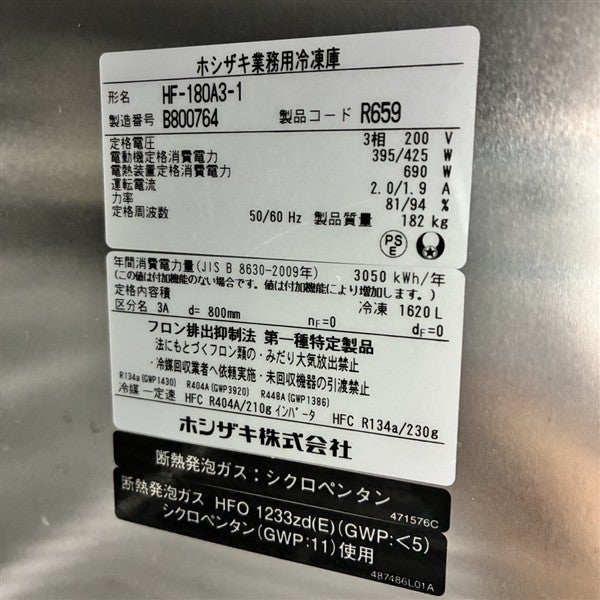 ホシザキ業務用冷凍庫
形名 HF-180A3-1
製造番号 B800764 製品コード R659
定格電圧 3相 200 V
電動機定格消費電力 395/425 W
電熱装置定格消費電力 690 W
運転電流 2.0/1.9 A
力率 81/94 %
定格周波数 50/60 Hz 製品質量 182 kg
PS
E
年間消費電力量(JIS B 8630-2009年) 3050 kWh/年
(この値は付加機能のない場合です。値は付加機能により増加します。)
定格内容積 冷凍 1620 L
区分名 3A d= 800mm nF=0 dF=0
フロン排出抑制法 第一種特定製品
法にもとづくフロン類の・みだり大気放出禁止
・冷媒回収業者へ依頼実施・未回収機器の引渡禁止
R134a(GWP1430) R404A(GWP3920) R448A(GWP1386)
冷媒 一定速 HFC R404A/210g インバータ HFC R134a/230g
ホシザキ株式会社
断熱発泡ガス:シクロペンタン
471576C
断熱発泡ガス HFO 1233zd(E)(GWP:<5)
シクロペンタン(GWP:11)使用
487486L01A